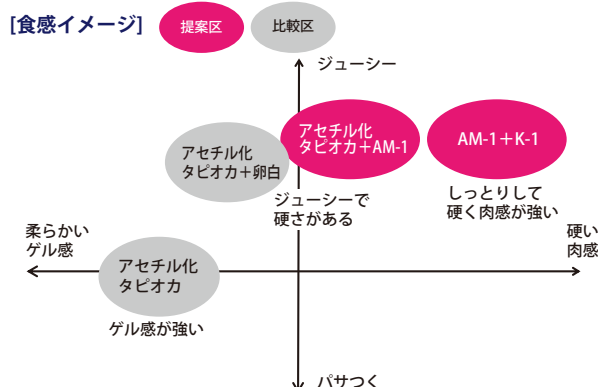 [食感イメージ]
提案区
比較区
ジューシー
アセチル化
タピオカ+卵白
アセチル化
タピオカ+AM-1
AM-1+K-1
ジューシーで
硬さがある
しっとりして
硬く肉感が強い
柔らかい
ゲル感
硬い
肉感
アセチル化
タピオカ
ゲル感が強い
パサつく